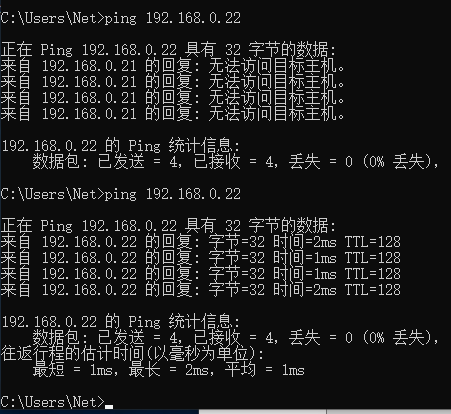 C:\Users\Net>ping 192.168.0.22
正在 Ping 192.168.0.22 具有 32 字节的数据:
来自 192.168.0.21 的回复: 无法访问目标主机。
来自 192.168.0.21 的回复: 无法访问目标主机。
来自 192.168.0.21 的回复: 无法访问目标主机。
来自 192.168.0.21 的回复: 无法访问目标主机。
192.168.0.22 的 Ping 统计信息:
数据包: 已发送 = 4，已接收 = 4，丢失 = 0 (0% 丢失)，
C:\Users\Net>ping 192.168.0.22
正在 Ping 192.168.0.22 具有 32 字节的数据:
来自 192.168.0.22 的回复: 字节=32 时间=2ms TTL=128
来自 192.168.0.22 的回复: 字节=32 时间=1ms TTL=128
来自 192.168.0.22 的回复: 字节=32 时间=1ms TTL=128
来自 192.168.0.22 的回复: 字节=32 时间=2ms TTL=128
192.168.0.22 的 Ping 统计信息:
数据包: 已发送 = 4，已接收 = 4，丢失 = 0 (0% 丢失)，
往返行程的估计时间(以毫秒为单位):
最短 = 1ms，最长 = 2ms，平均 = 1ms
C:\Users\Net>